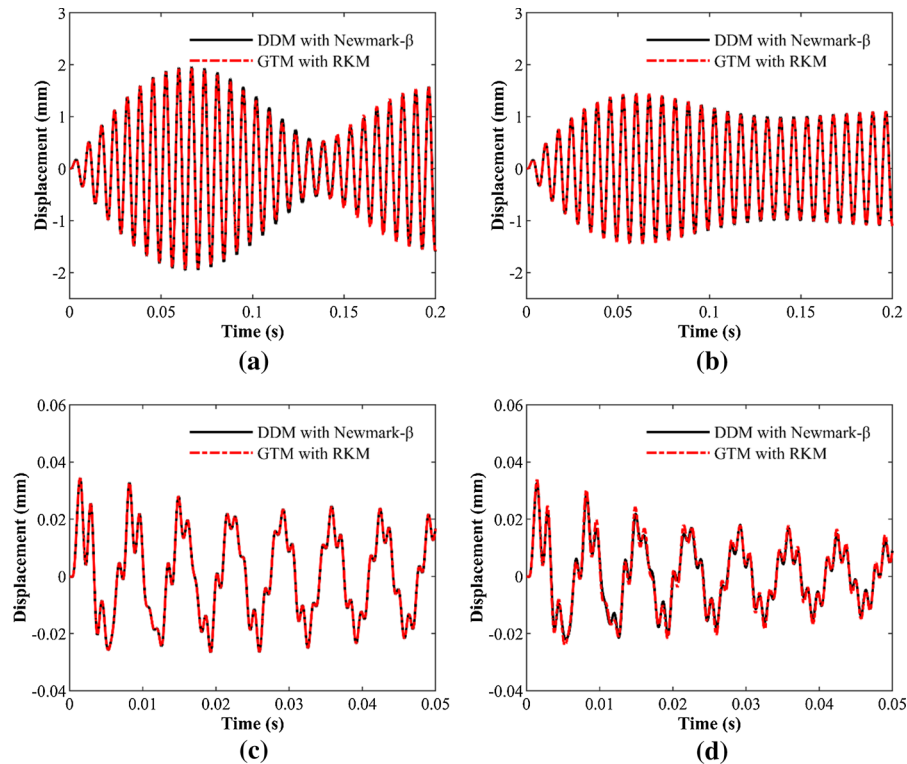 3
2
1
0
-1
-2
Displacement (mm)
DDM with Newmark-β
GTM with RKM
0
0.05
0.1
0.15
0.2
Time (s)
(a)
3
2
1
0
-1
-2
Displacement (mm)
DDM with Newmark-β
GTM with RKM
0
0.05
0.1
0.15
0.2
Time (s)
(b)
0.06
0.04
0.02
0
-0.02
-0.04
Displacement (mm)
DDM with Newmark-β
GTM with RKM
0
0.01
0.02
0.03
0.04
0.05
Time (s)
(c)
0.06
0.04
0.02
0
-0.02
-0.04
Displacement (mm)
DDM with Newmark-β
GTM with RKM
0
0.01
0.02
0.03
0.04
0.05
Time (s)
(d)